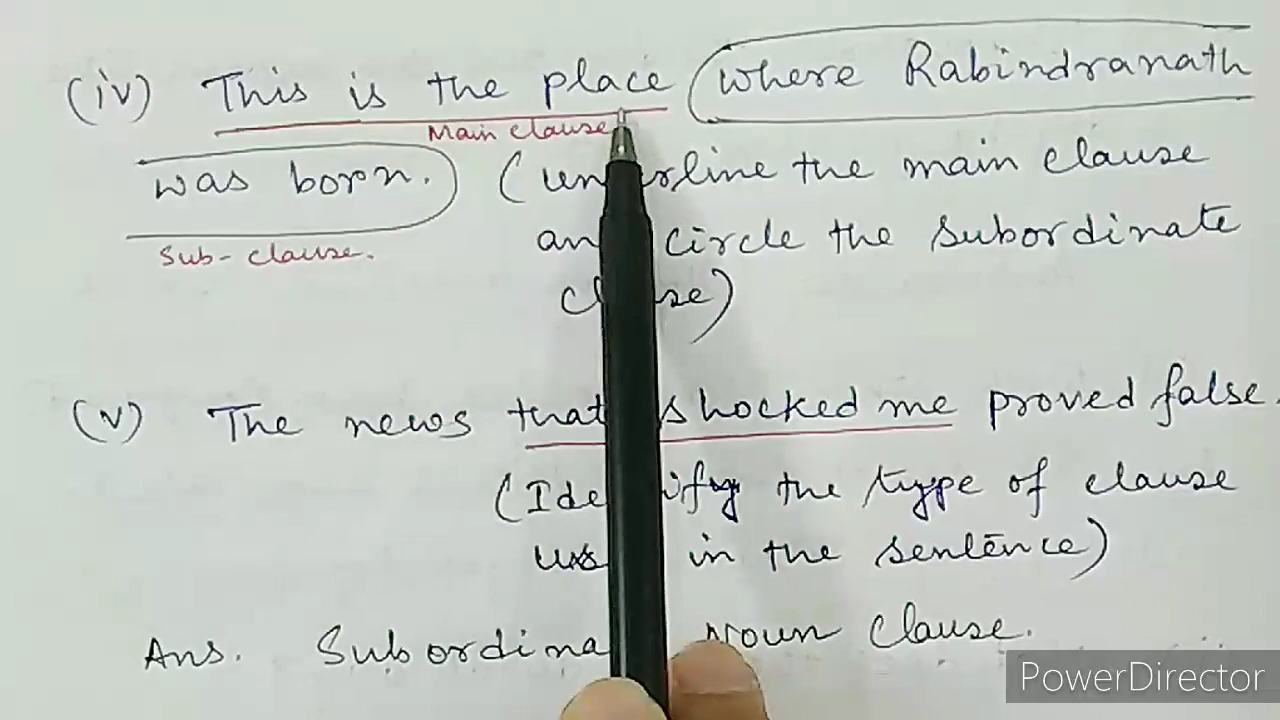 (iv) This is the place (where Rabindranath
Main clause
was born.) (underline the main clause
Sub-clause.
and circle the subordinate
clause)
(v) The news that shocked me proved false.
(Identify the type of clause
in the sentence)
Ans. Subordinate Noun Clause.
PowerDirector